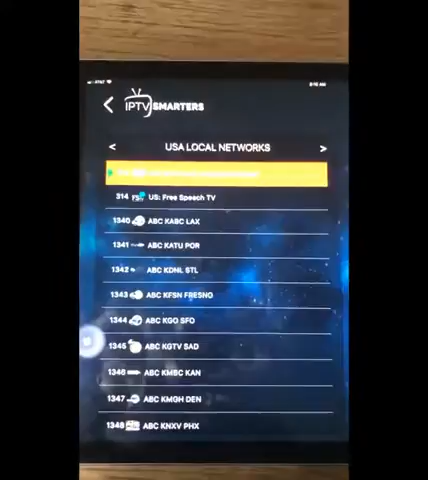 AT&T
IPTV SMARTERS
< USA LOCAL NETWORKS >
314 US: Free Speech TV
1340 ABC KABC LAX
1341 ABC KATU POR
1342 ABC KDNL STL
1343 ABC KFSN FRESNO
1344 ABC KGO SFO
1345 ABC KGTV SAD
1346 ABC KMBC KAN
1347 ABC KMGH DEN
1348 ABC KNXV PHX